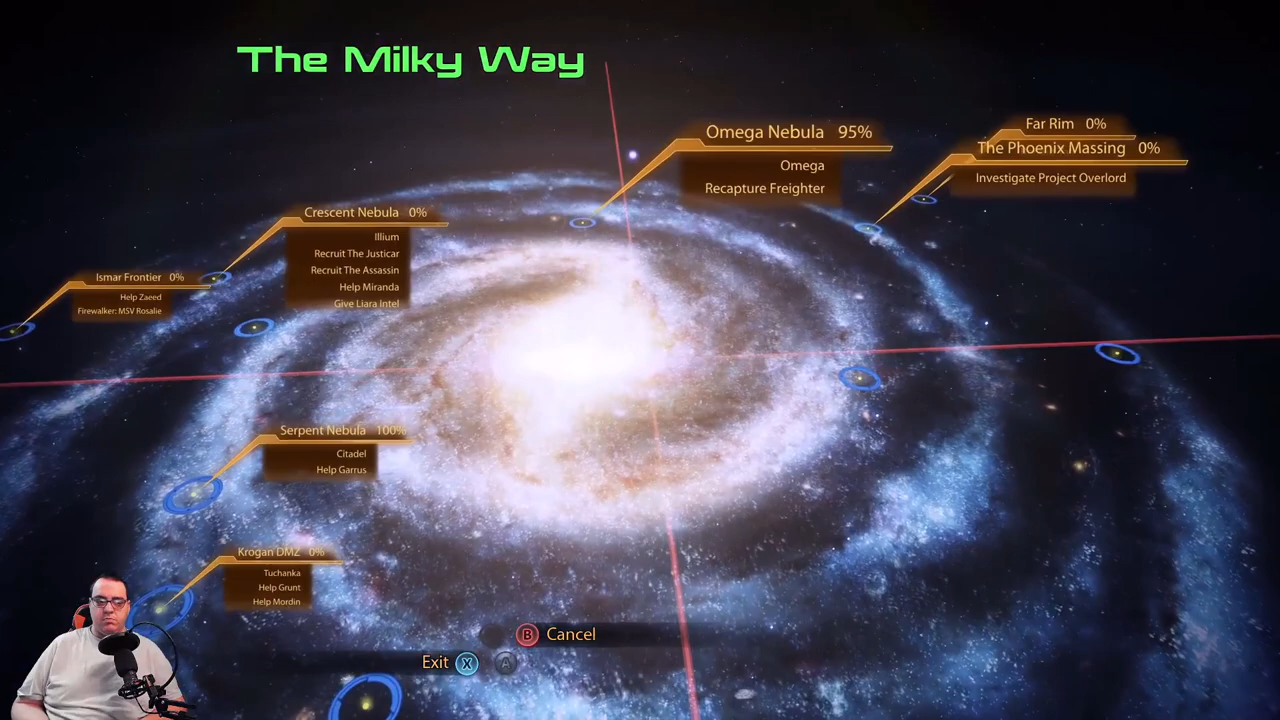 The Milky Way
Far Rim 0%
Omega Nebula 95%
Omega
Recapture Freighter
The Phoenix Massing 0%
Investigate Project Overlord
Crescent Nebula 0%
Illium
Recruit The Justicar
Recruit The Assassin
Help Miranda
Give Liara Intel
Ismar Frontier 0%
Help Zaeed
Firewalker: MSV Rosalie
Serpent Nebula 100%
Citadel
Help Garrus
Krogan DMZ 0%
Tuchanka
Help Grunt
Help Mordin
B Cancel
Exit X A